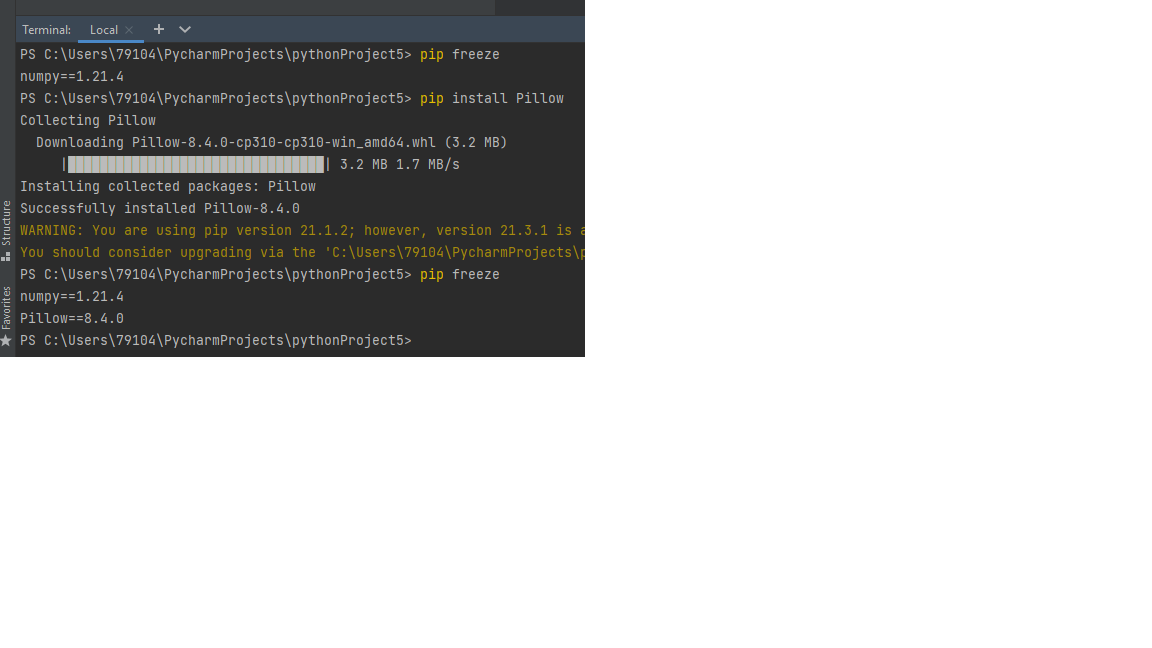 Terminal: Local
PS C:\Users\79104\PycharmProjects\pythonProject5> pip freeze
numpy==1.21.4
PS C:\Users\79104\PycharmProjects\pythonProject5> pip install Pillow
Collecting Pillow
Downloading Pillow-8.4.0-cp310-cp310-win_amd64.whl (3.2 MB)
|████████████████████████████████| 3.2 MB 1.7 MB/s
Installing collected packages: Pillow
Successfully installed Pillow-8.4.0
WARNING: You are using pip version 21.1.2; however, version 21.3.1 is a
You should consider upgrading via the 'C:\Users\79104\PycharmProjects\p
PS C:\Users\79104\PycharmProjects\pythonProject5> pip freeze
numpy==1.21.4
Pillow==8.4.0
PS C:\Users\79104\PycharmProjects\pythonProject5>
Structure
Favorites